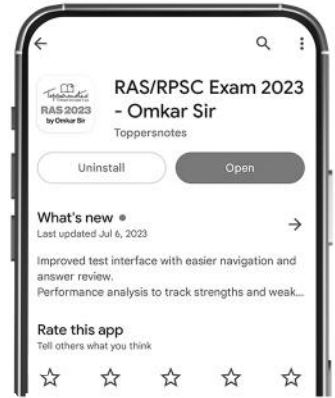 Toppersnotes
RAS 2023
by Omkar Sir
RAS/RPSC Exam 2023
- Omkar Sir
Toppersnotes
Uninstall
Open
What's new
Last updated Jul 6, 2023
Improved test interface with easier navigation and
answer review.
Performance analysis to track strengths and weak...
Rate this app
Tell others what you think